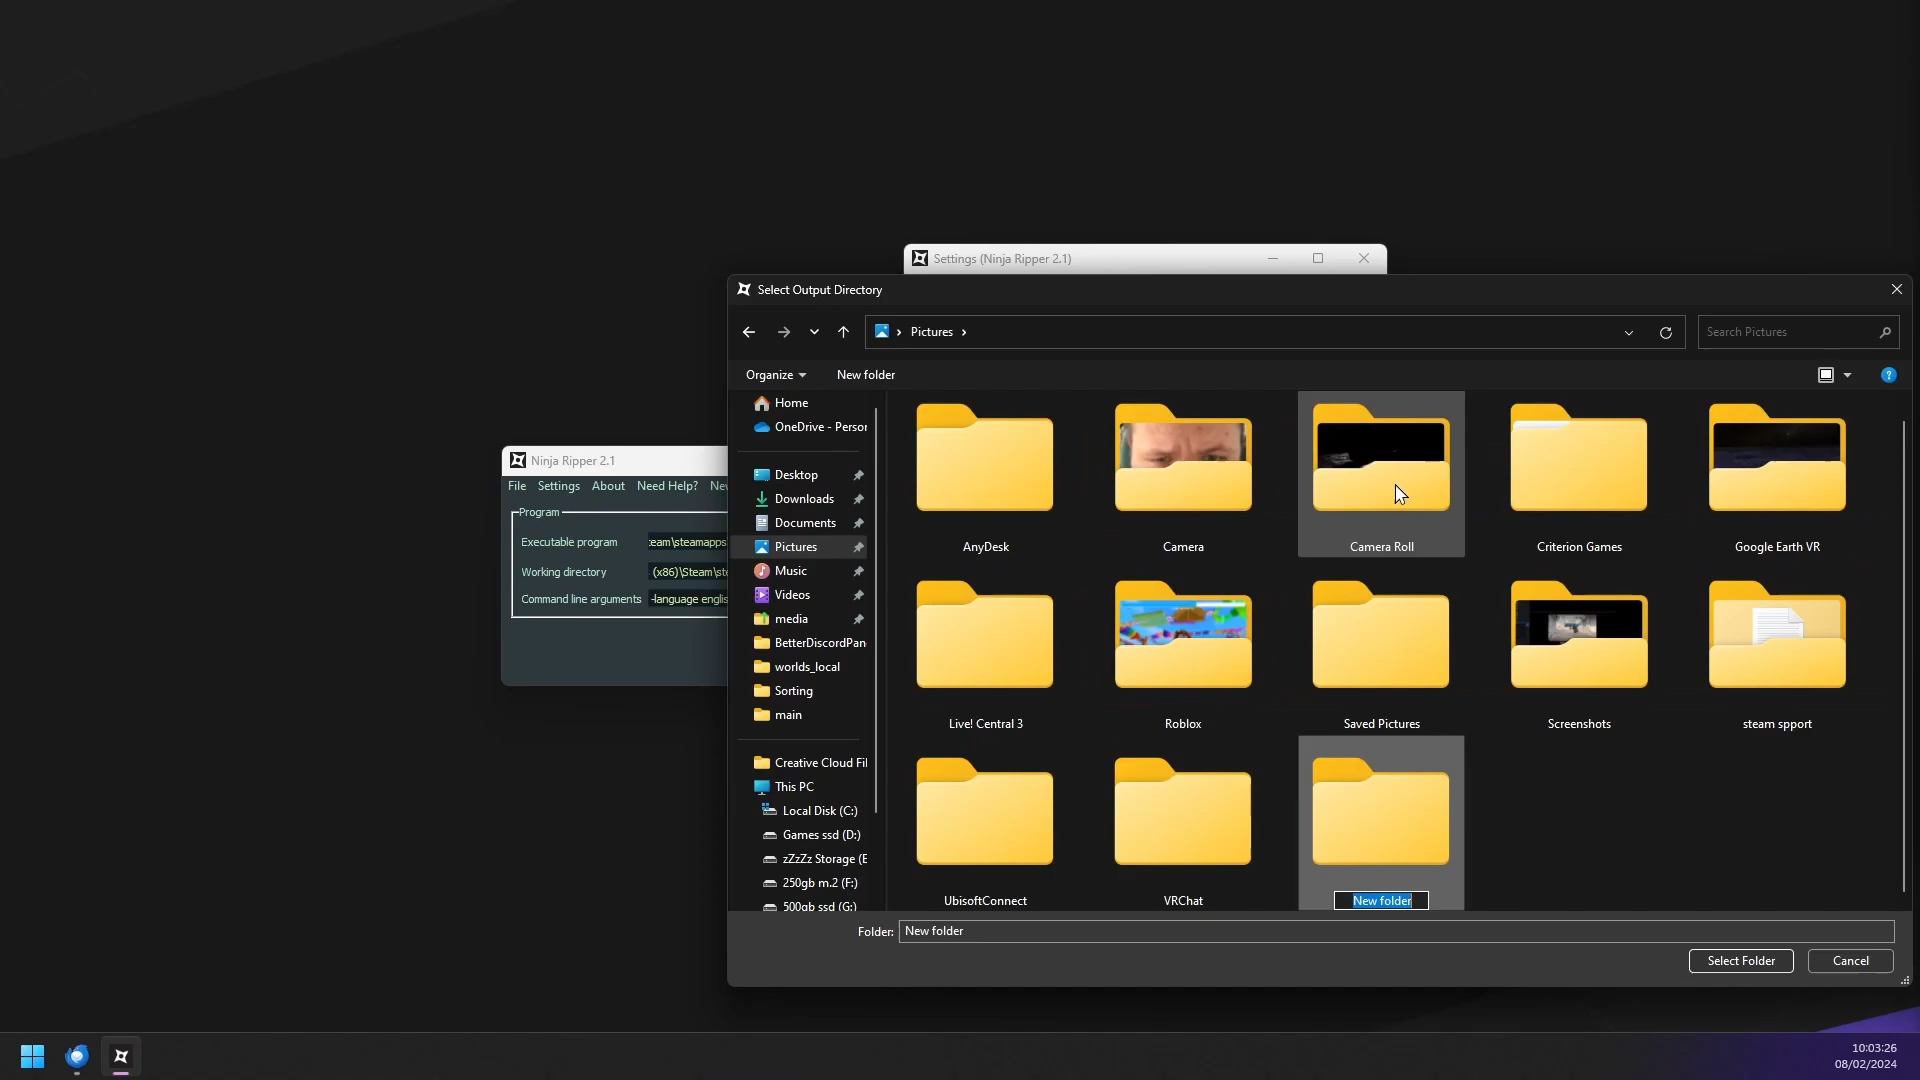 Settings (Ninja Ripper 2.1)
Select Output Directory
Pictures
Search Pictures
Organize
New folder
?
Home
OneDrive - Person
Desktop
Downloads
Documents
Pictures
Music
Videos
media
BetterDiscordPan
worlds_local
Sorting
main
Creative Cloud Fil
This PC
Local Disk (C:)
Games ssd (D:)
zZzZz Storage (E
250gb m.2 (F:)
500gb ssd (G:)
AnyDesk
Camera
Camera Roll
Criterion Games
Google Earth VR
Live! Central 3
Roblox
Saved Pictures
Screenshots
steam spport
UbisoftConnect
VRChat
New folder
Folder:
New folder
Select Folder
Cancel
Ninja Ripper 2.1
File
Settings
About
Need Help?
Program
Executable program
team\steamapps
Working directory
(x86)\Steam\ste
Command line arguments
-language englis
10:03:26
08/02/2024